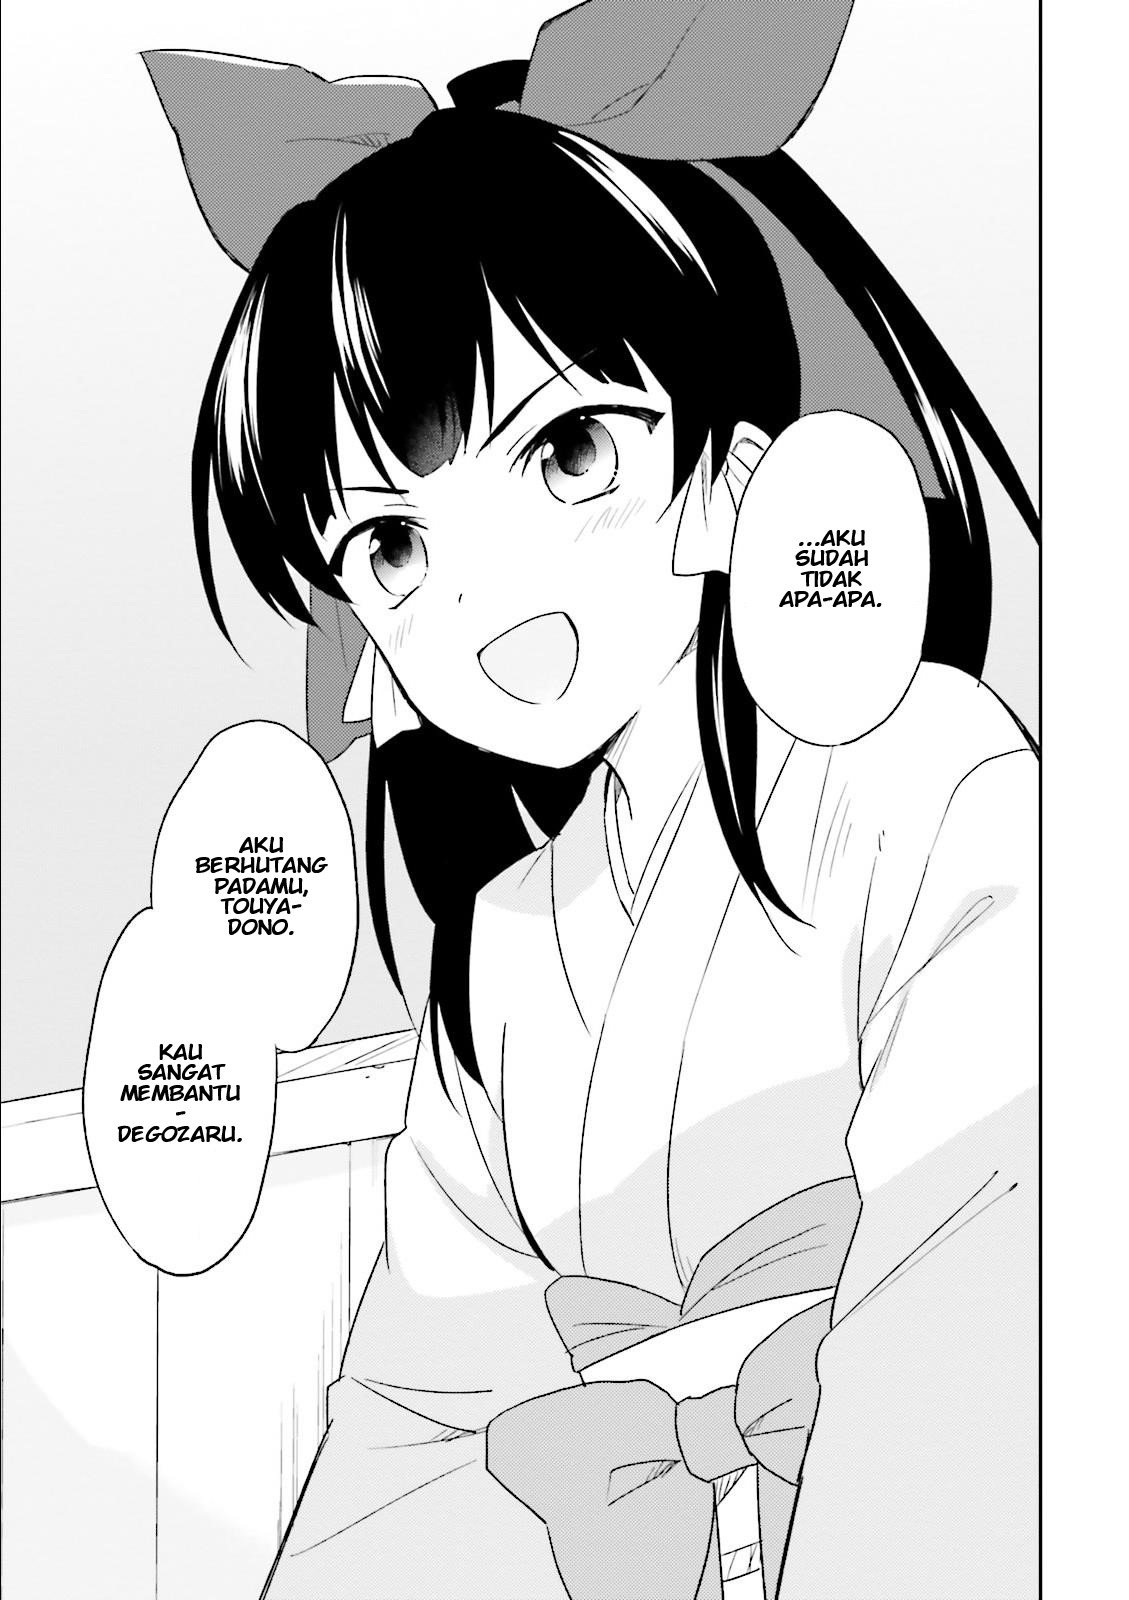 ...AKU
SUDAH
TIDAK
APA-APA.
AKU
BERHUTANG
PADAMU,
TOUYA-
DONO.
KAU
SANGAT
MEMBANTU
-
DEGOZARU.